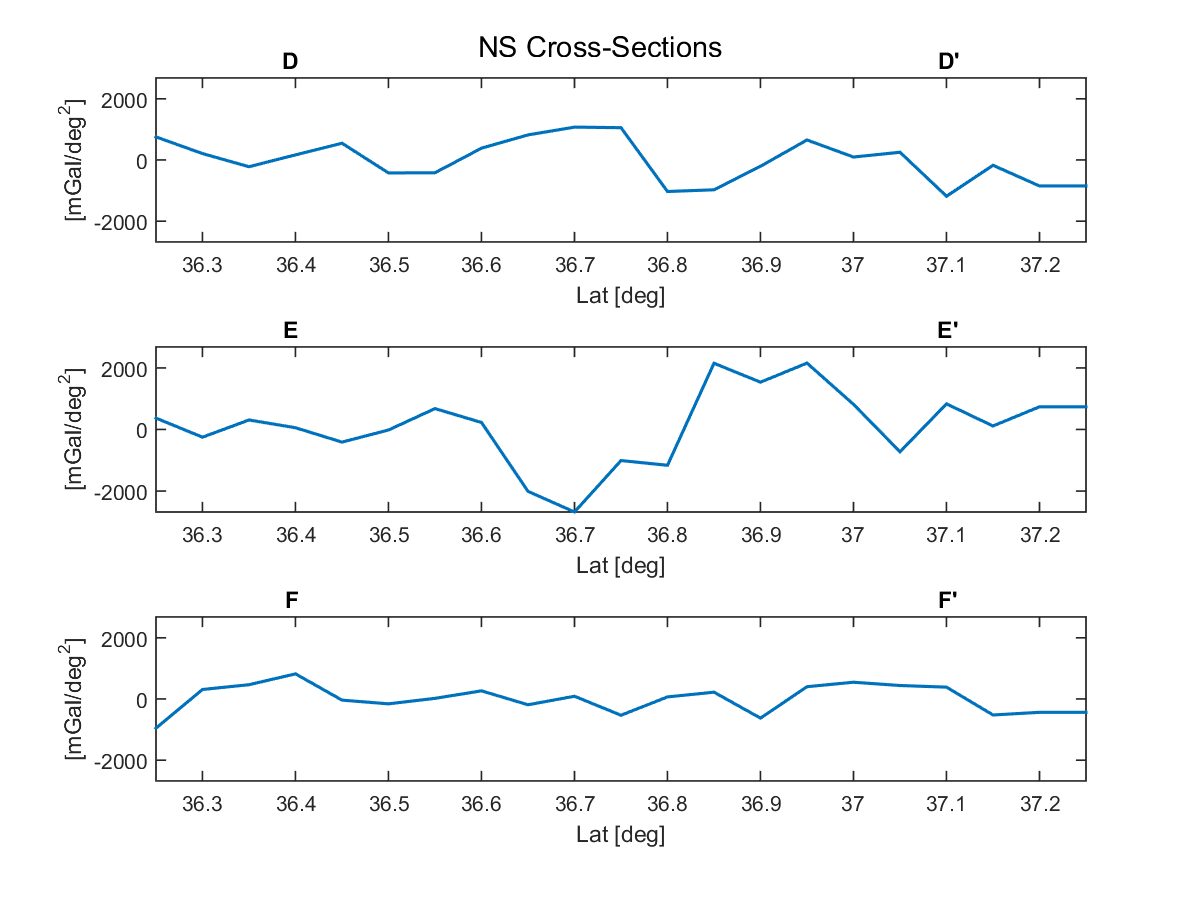 NS Cross-Sections
D D'
[mGal/deg²]
2000
0
-2000
36.3 36.4 36.5 36.6 36.7 36.8 36.9 37 37.1 37.2
Lat [deg]
E E'
[mGal/deg²]
2000
0
-2000
36.3 36.4 36.5 36.6 36.7 36.8 36.9 37 37.1 37.2
Lat [deg]
F F'
[mGal/deg²]
2000
0
-2000
36.3 36.4 36.5 36.6 36.7 36.8 36.9 37 37.1 37.2
Lat [deg]